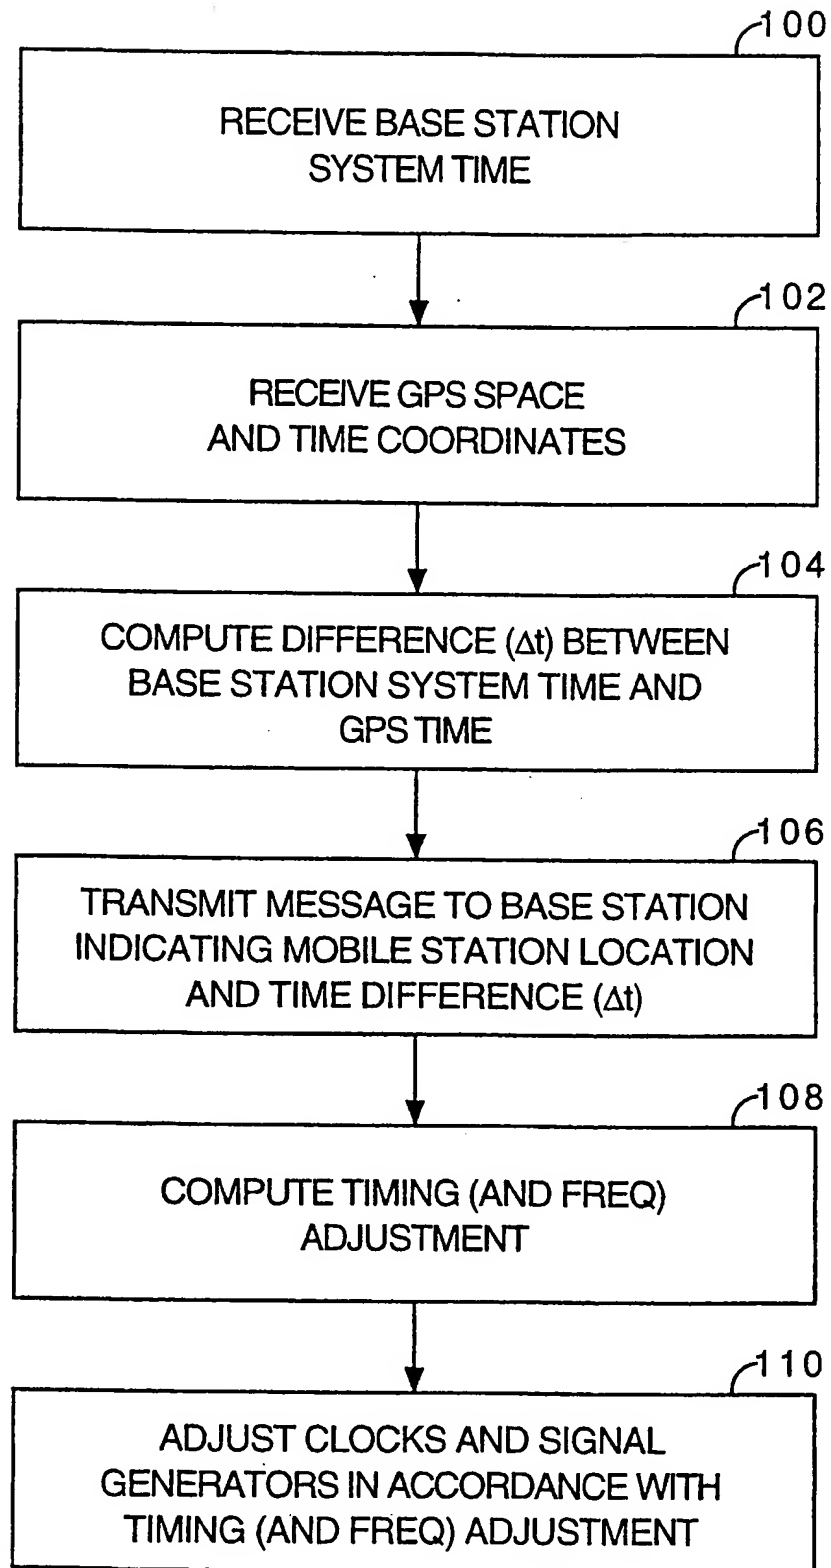 100
RECEIVE BASE STATION
SYSTEM TIME
102
RECEIVE GPS SPACE
AND TIME COORDINATES
104
COMPUTE DIFFERENCE (Δt) BETWEEN
BASE STATION SYSTEM TIME AND
GPS TIME
106
TRANSMIT MESSAGE TO BASE STATION
INDICATING MOBILE STATION LOCATION
AND TIME DIFFERENCE (Δt)
108
COMPUTE TIMING (AND FREQ)
ADJUSTMENT
110
ADJUST CLOCKS AND SIGNAL
GENERATORS IN ACCORDANCE WITH
TIMING (AND FREQ) ADJUSTMENT